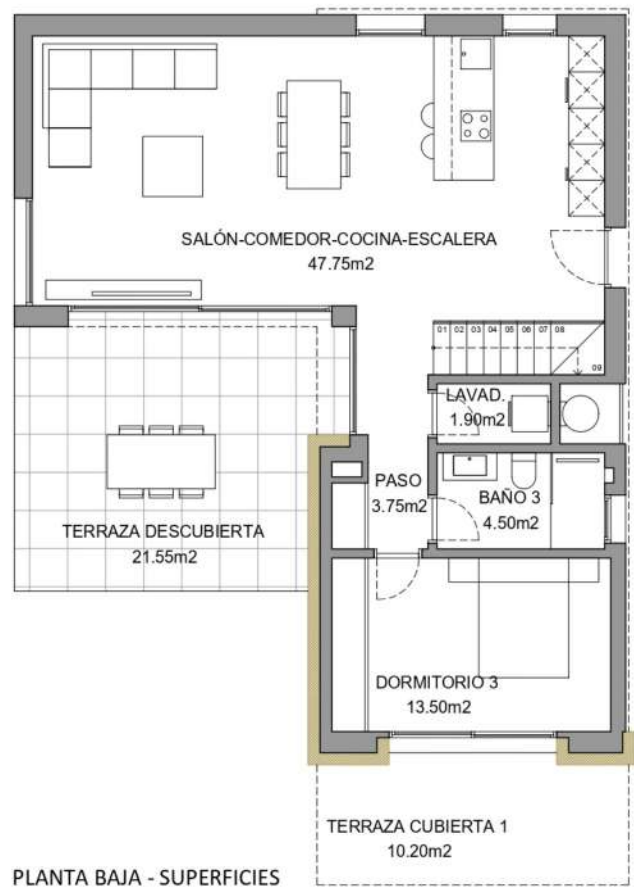 SALÓN-COMEDOR-COCINA-ESCALERA
47.75m2
01 02 03 04 05 06 07 08
09
LAVAD.
1.90m2
PASO
3.75m2
BAÑO 3
4.50m2
TERRAZA DESCUBIERTA
21.55m2
DORMITORIO 3
13.50m2
TERRAZA CUBIERTA 1
10.20m2
PLANTA BAJA - SUPERFICIES